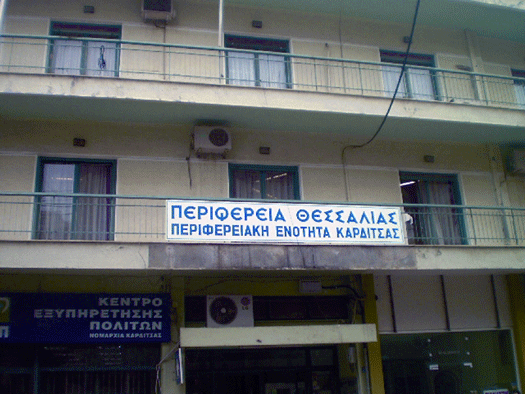 ΠΕΡΙΦΕΡΕΙΑ ΘΕΣΣΑΛΙΑΣ
ΠΕΡΙΦΕΡΕΙΑΚΗ ΕΝΟΤΗΤΑ ΚΑΡΔΙΤΣΑΣ
ΚΕΝΤΡΟ
ΕΞΥΠΗΡΕΤΗΣΗΣ
ΠΟΛΙΤΩΝ
ΝΟΜΑΡΧΙΑ ΚΑΡΔΙΤΣΑΣ